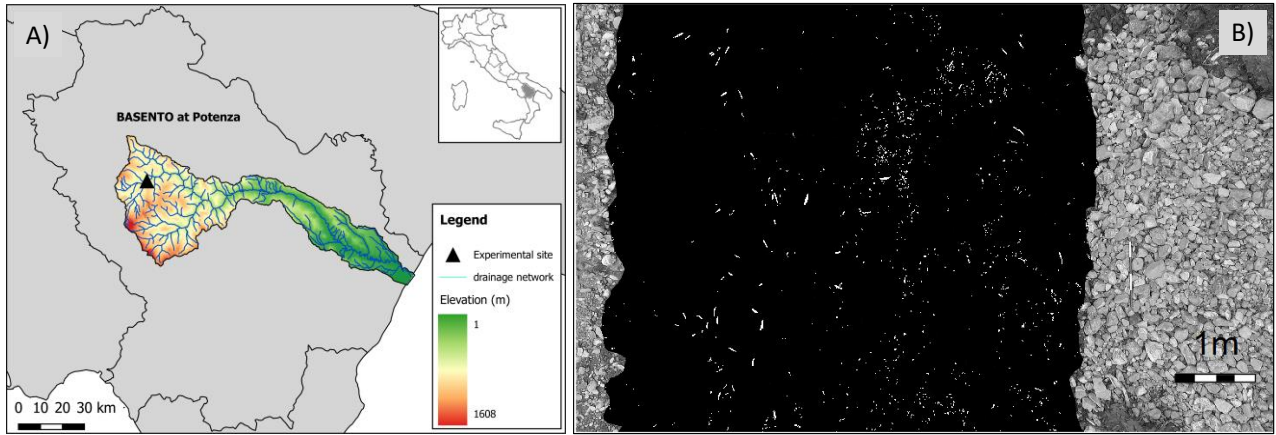 A)
BASENTO at Potenza
Legend
Experimental site
drainage network
Elevation (m)
1
1608
0 10 20 30 km
B)
1m